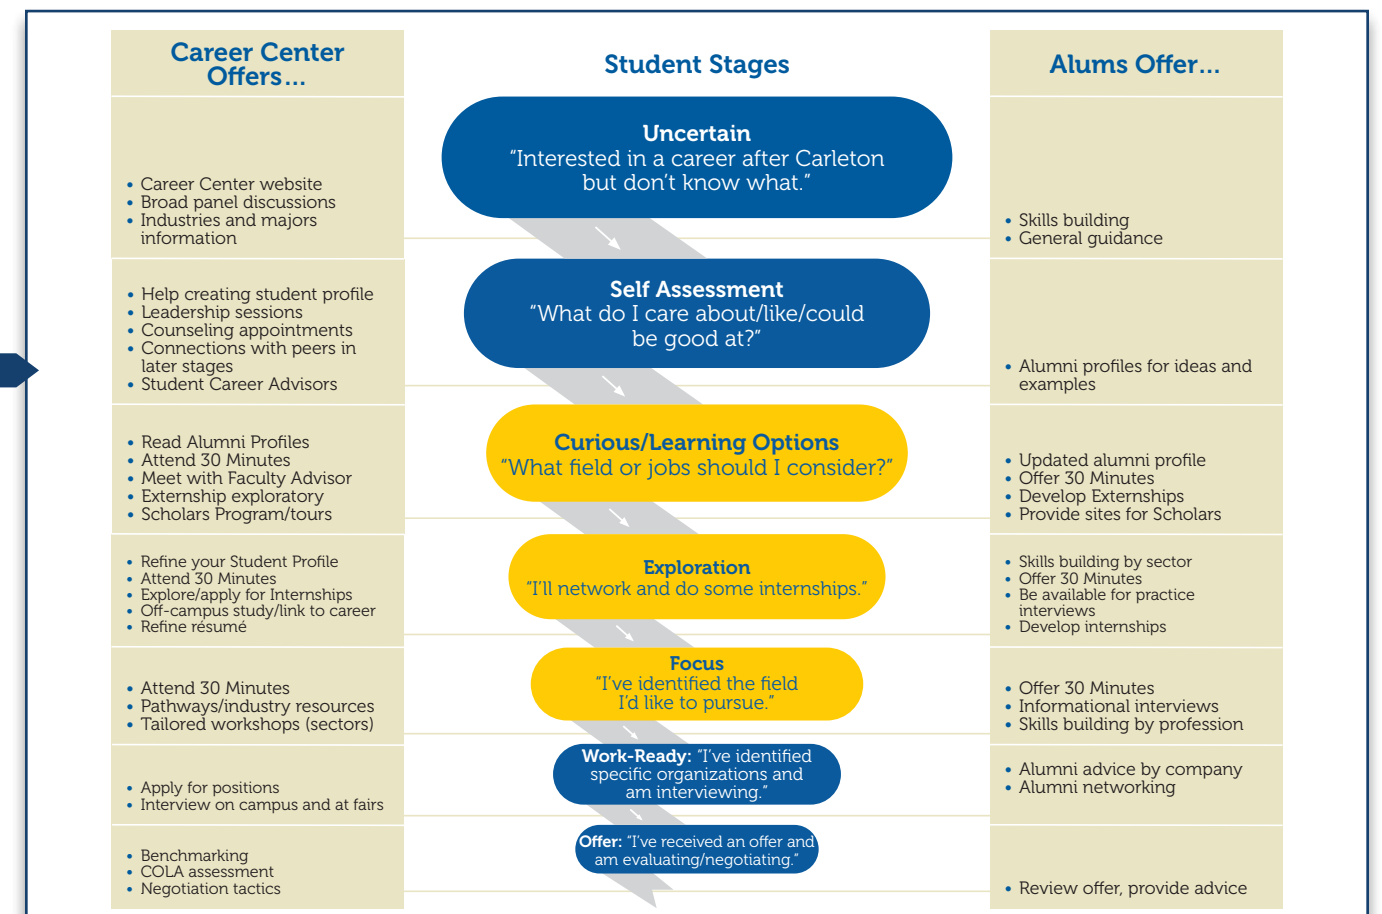 Career Center
Offers...
Student Stages
Alums Offer...
• Career Center website
• Broad panel discussions
• Industries and majors
information
Uncertain
“Interested in a career after Carleton
but don’t know what.”
• Skills building
• General guidance
• Help creating student profile
• Leadership sessions
• Counseling appointments
• Connections with peers in
later stages
• Student Career Advisors
Self Assessment
“What do I care about/like/could
be good at?”
• Alumni profiles for ideas and
examples
• Read Alumni Profiles
• Attend 30 Minutes
• Meet with Faculty Advisor
• Externship exploratory
• Scholars Program/tours
Curious/Learning Options
“What field or jobs should I consider?”
• Updated alumni profile
• Offer 30 Minutes
• Develop Externships
• Provide sites for Scholars
• Refine your Student Profile
• Attend 30 Minutes
• Explore/apply for Internships
• Off-campus study/link to career
• Refine résumé
Exploration
“I’ll network and do some internships.”
• Skills building by sector
• Offer 30 Minutes
• Be available for practice
interviews
• Develop internships
• Attend 30 Minutes
• Pathways/industry resources
• Tailored workshops (sectors)
Focus
“I’ve identified the field
I’d like to pursue.”
• Offer 30 Minutes
• Informational interviews
• Skills building by profession
• Apply for positions
• Interview on campus and at fairs
Work-Ready: “I’ve identified
specific organizations and
am interviewing.”
• Alumni advice by company
• Alumni networking
• Benchmarking
• COLA assessment
• Negotiation tactics
Offer: “I’ve received an offer and
am evaluating/negotiating.”
• Review offer, provide advice